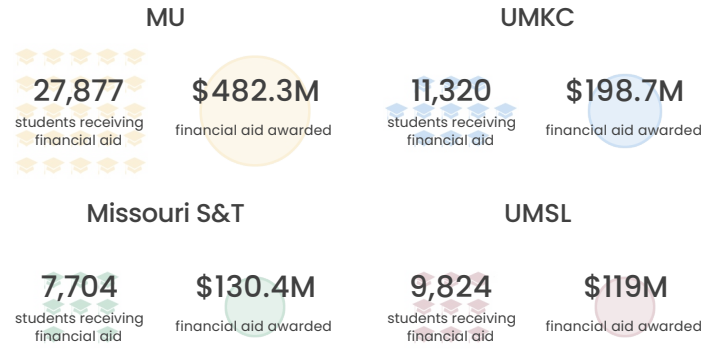 MU
27,877
students receiving
financial aid
$482.3M
financial aid awarded
UMKC
11,320
students receiving
financial aid
$198.7M
financial aid awarded
Missouri S&T
7,704
students receiving
financial aid
$130.4M
financial aid awarded
UMSL
9,824
students receiving
financial aid
$119M
financial aid awarded